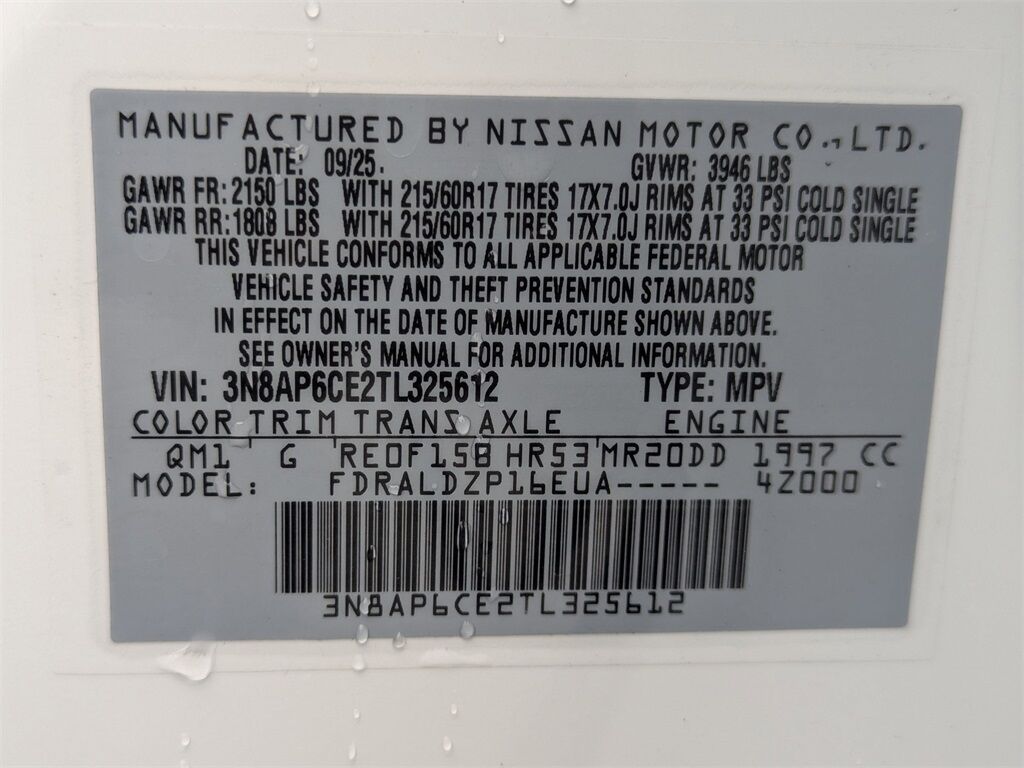 MANUFACTURED BY NISSAN MOTOR CO., LTD.
DATE: 09/25. GVWR: 3946 LBS
GAWR FR: 2150 LBS WITH 215/60R17 TIRES 17X7.0J RIMS AT 33 PSI COLD SINGLE
GAWR RR: 1808 LBS WITH 215/60R17 TIRES 17X7.0J RIMS AT 33 PSI COLD SINGLE
THIS VEHICLE CONFORMS TO ALL APPLICABLE FEDERAL MOTOR
VEHICLE SAFETY AND THEFT PREVENTION STANDARDS
IN EFFECT ON THE DATE OF MANUFACTURE SHOWN ABOVE.
SEE OWNER'S MANUAL FOR ADDITIONAL INFORMATION
VIN: 3N8AP6CE2TL325612 TYPE: MPV
COLOR TRIM TRANS AXLE ENGINE
QM1 G RE0F15B HR53 MR20DD 1997 CC
MODEL: FDRALDZP16EUA----- 4Z000
3N8AP6CE2TL325612